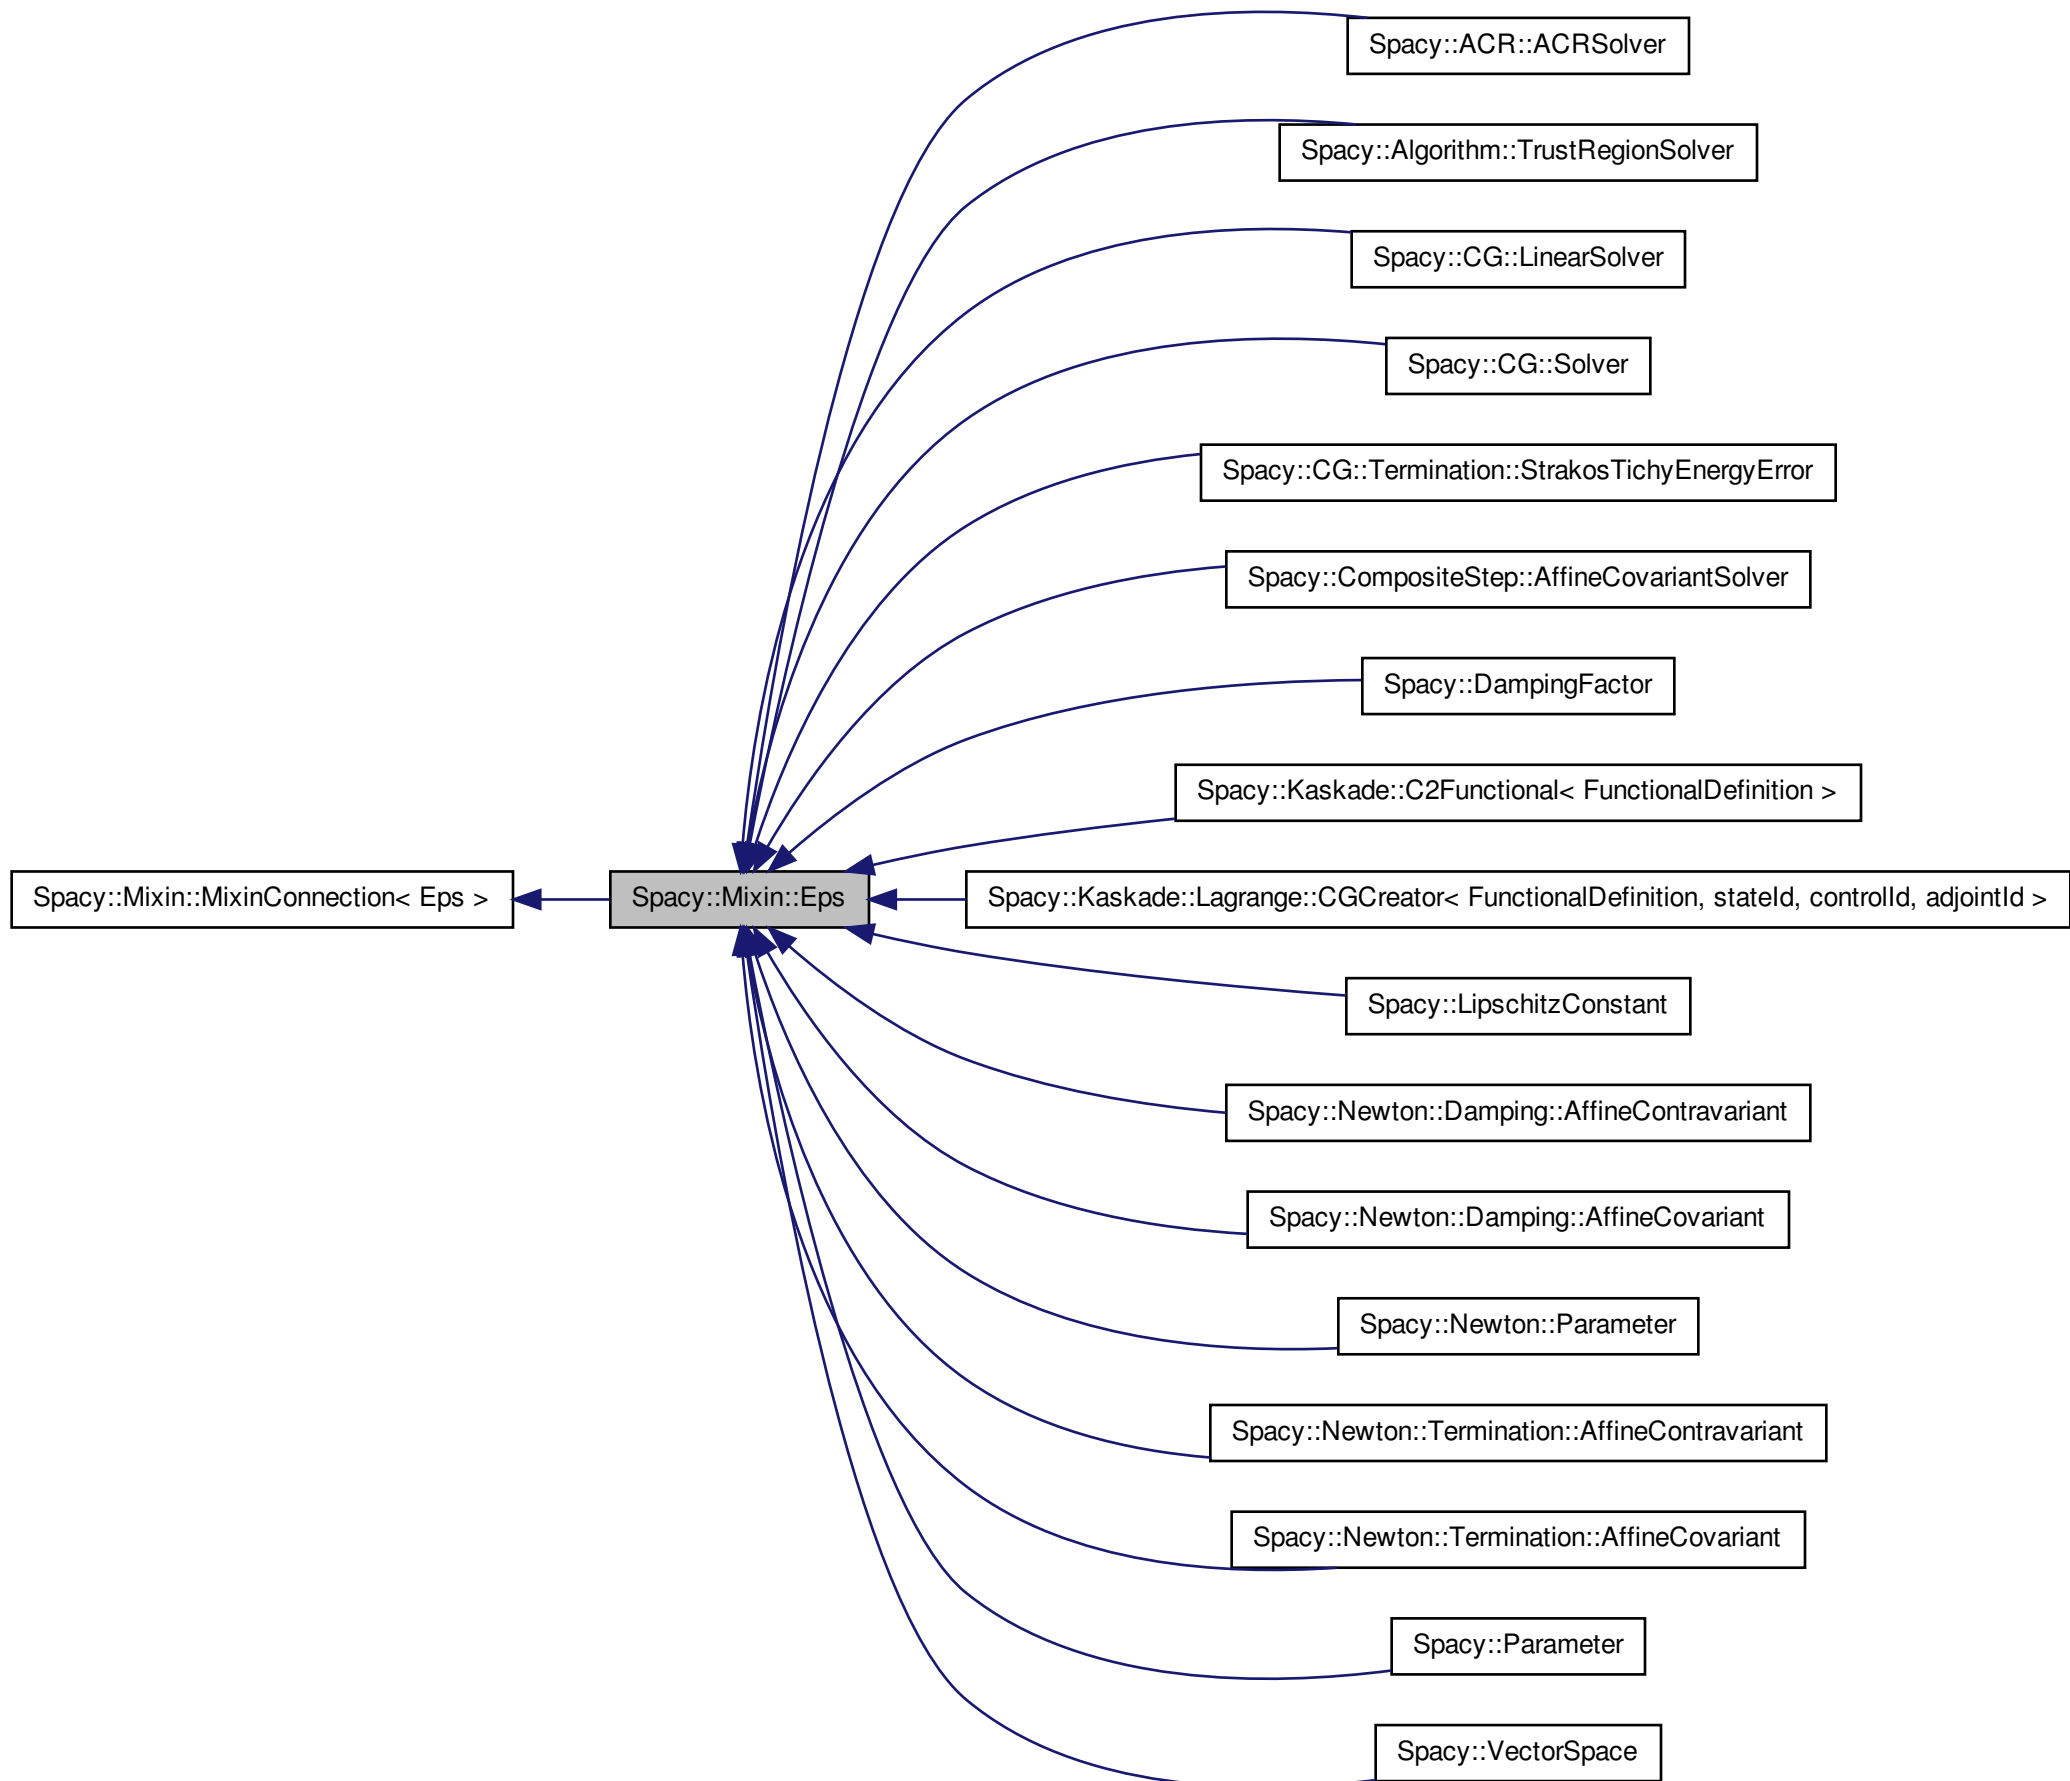 Spacy::ACR::ACRSolver
Spacy::Algorithm::TrustRegionSolver
Spacy::CG::LinearSolver
Spacy::CG::Solver
Spacy::CG::Termination::StrakosTichyEnergyError
Spacy::CompositeStep::AffineCovariantSolver
Spacy::DampingFactor
Spacy::Kaskade::C2Functional< FunctionalDefinition >
Spacy::Mixin::MixinConnection< Eps >
Spacy::Mixin::Eps
Spacy::Kaskade::Lagrange::CGCreator< FunctionalDefinition, stateId, controlId, adjointId >
Spacy::LipschitzConstant
Spacy::Newton::Damping::AffineContravariant
Spacy::Newton::Damping::AffineCovariant
Spacy::Newton::Parameter
Spacy::Newton::Termination::AffineContravariant
Spacy::Newton::Termination::AffineCovariant
Spacy::Parameter
Spacy::VectorSpace